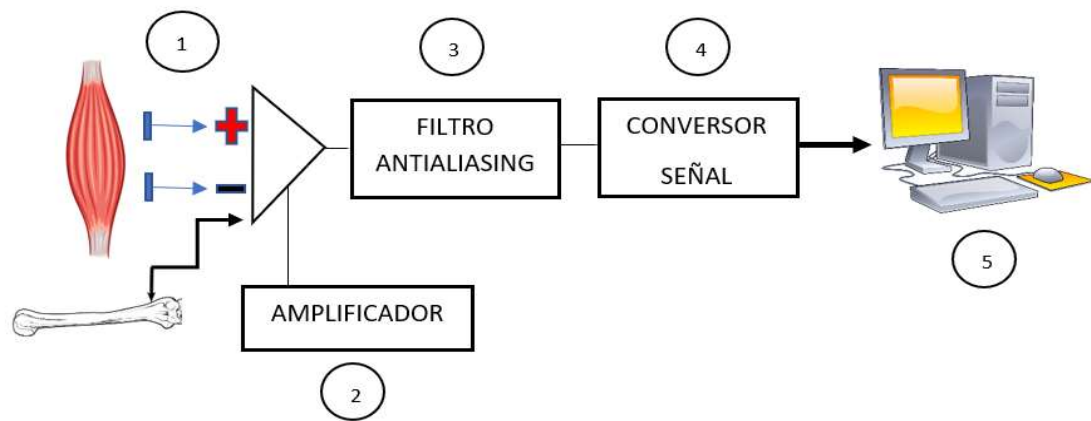 1
3
4
FILTRO
ANTIALIASING
CONVERSOR
SEÑAL
5
AMPLIFICADOR
2